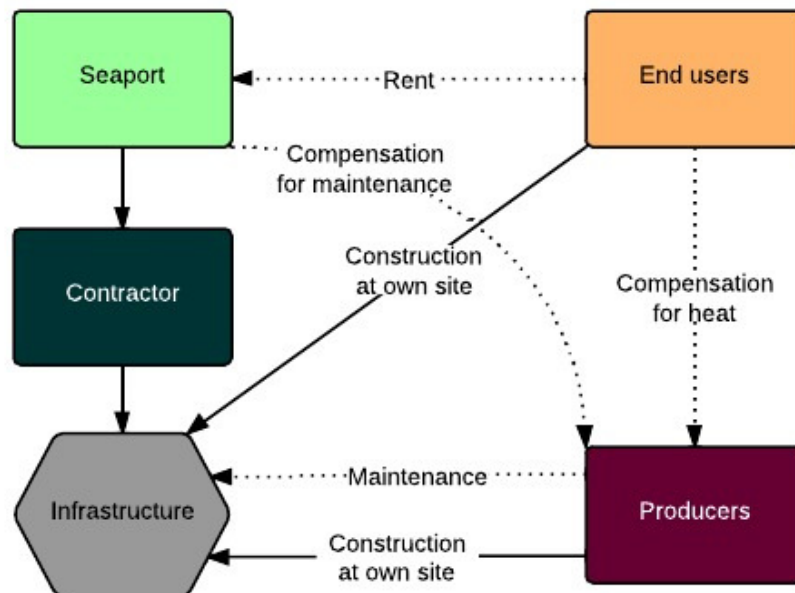 Seaport
Rent
End users
Compensation
for maintenance
Contractor
Construction
at own site
Compensation
for heat
Infrastructure
Maintenance
Producers
Construction
at own site